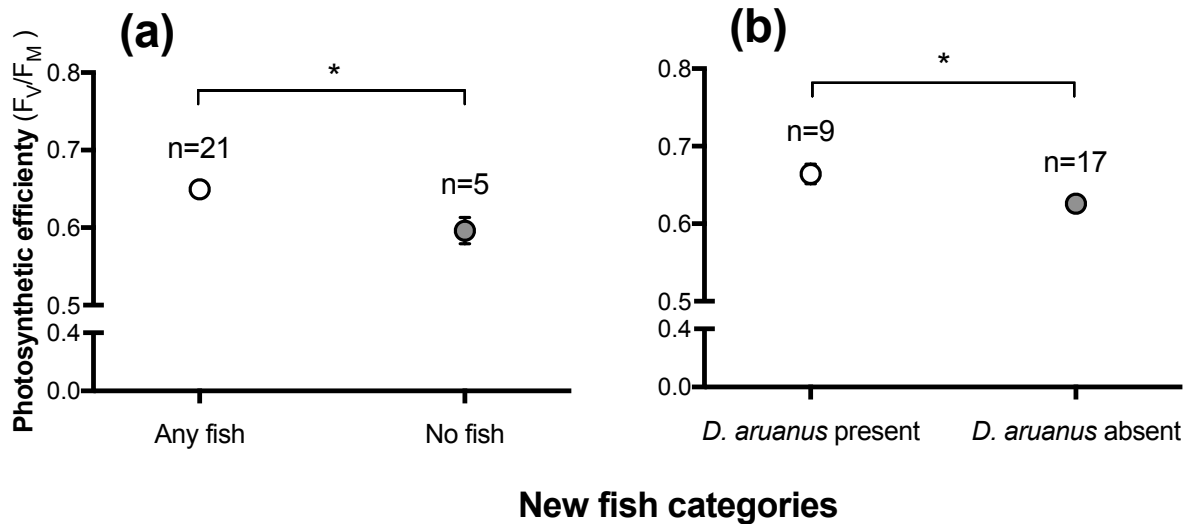 (a)
(b)
Photosynthetic efficienty (FV/FM)
0.8
0.7
0.6
0.5
0.4
0.0
*
n=21
n=5
Any fish
No fish
0.8
0.7
0.6
0.5
0.4
0.0
*
n=9
n=17
D. aruanus present
D. aruanus absent
New fish categories